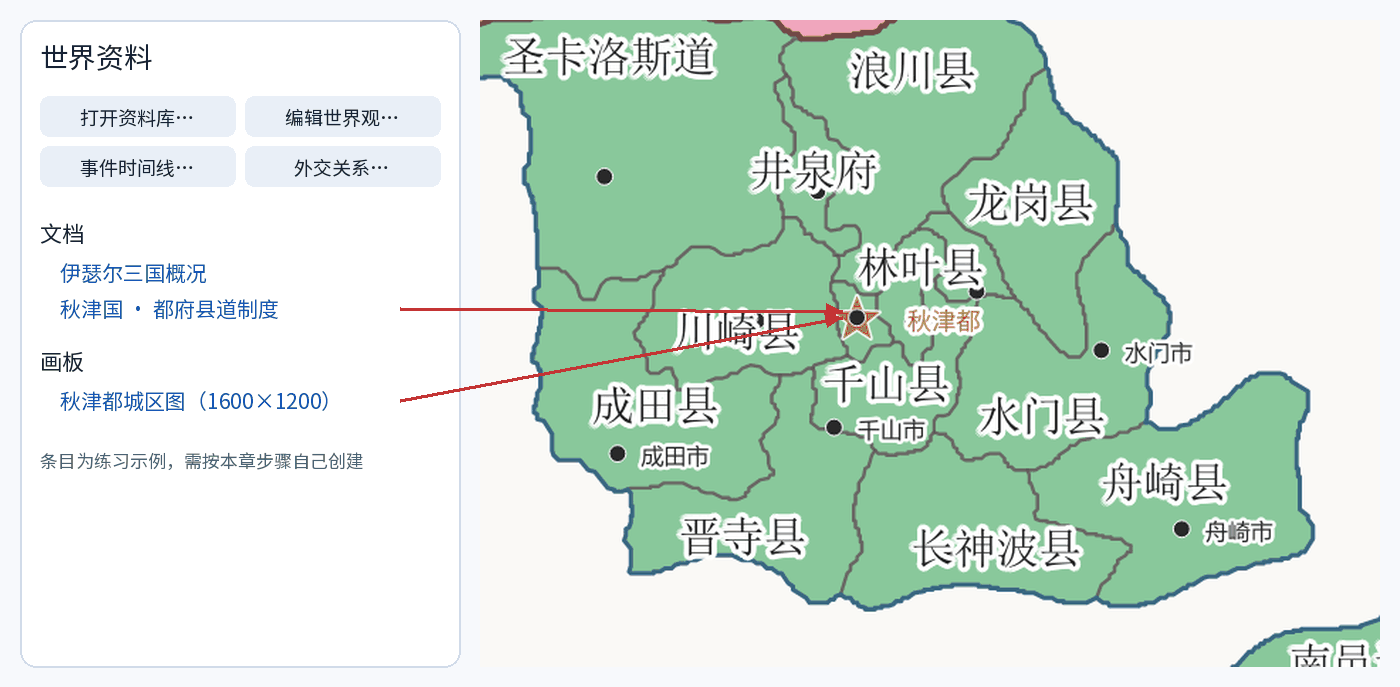 世界资料
打开资料库…
编辑世界观…
事件时间线…
外交关系…
文档
伊瑟尔三国概况
秋津国 · 都府县道制度
画板
秋津都城区图（1600×1200）
条目为练习示例，需按本章步骤自己创建
圣卡洛斯道
浪川县
井泉府
龙岗县
林叶县
秋津都
川崎县
水门市
千山县
成田县
水门县
千山市
成田市
舟崎县
舟崎市
晋寺县
长神波县
南邑